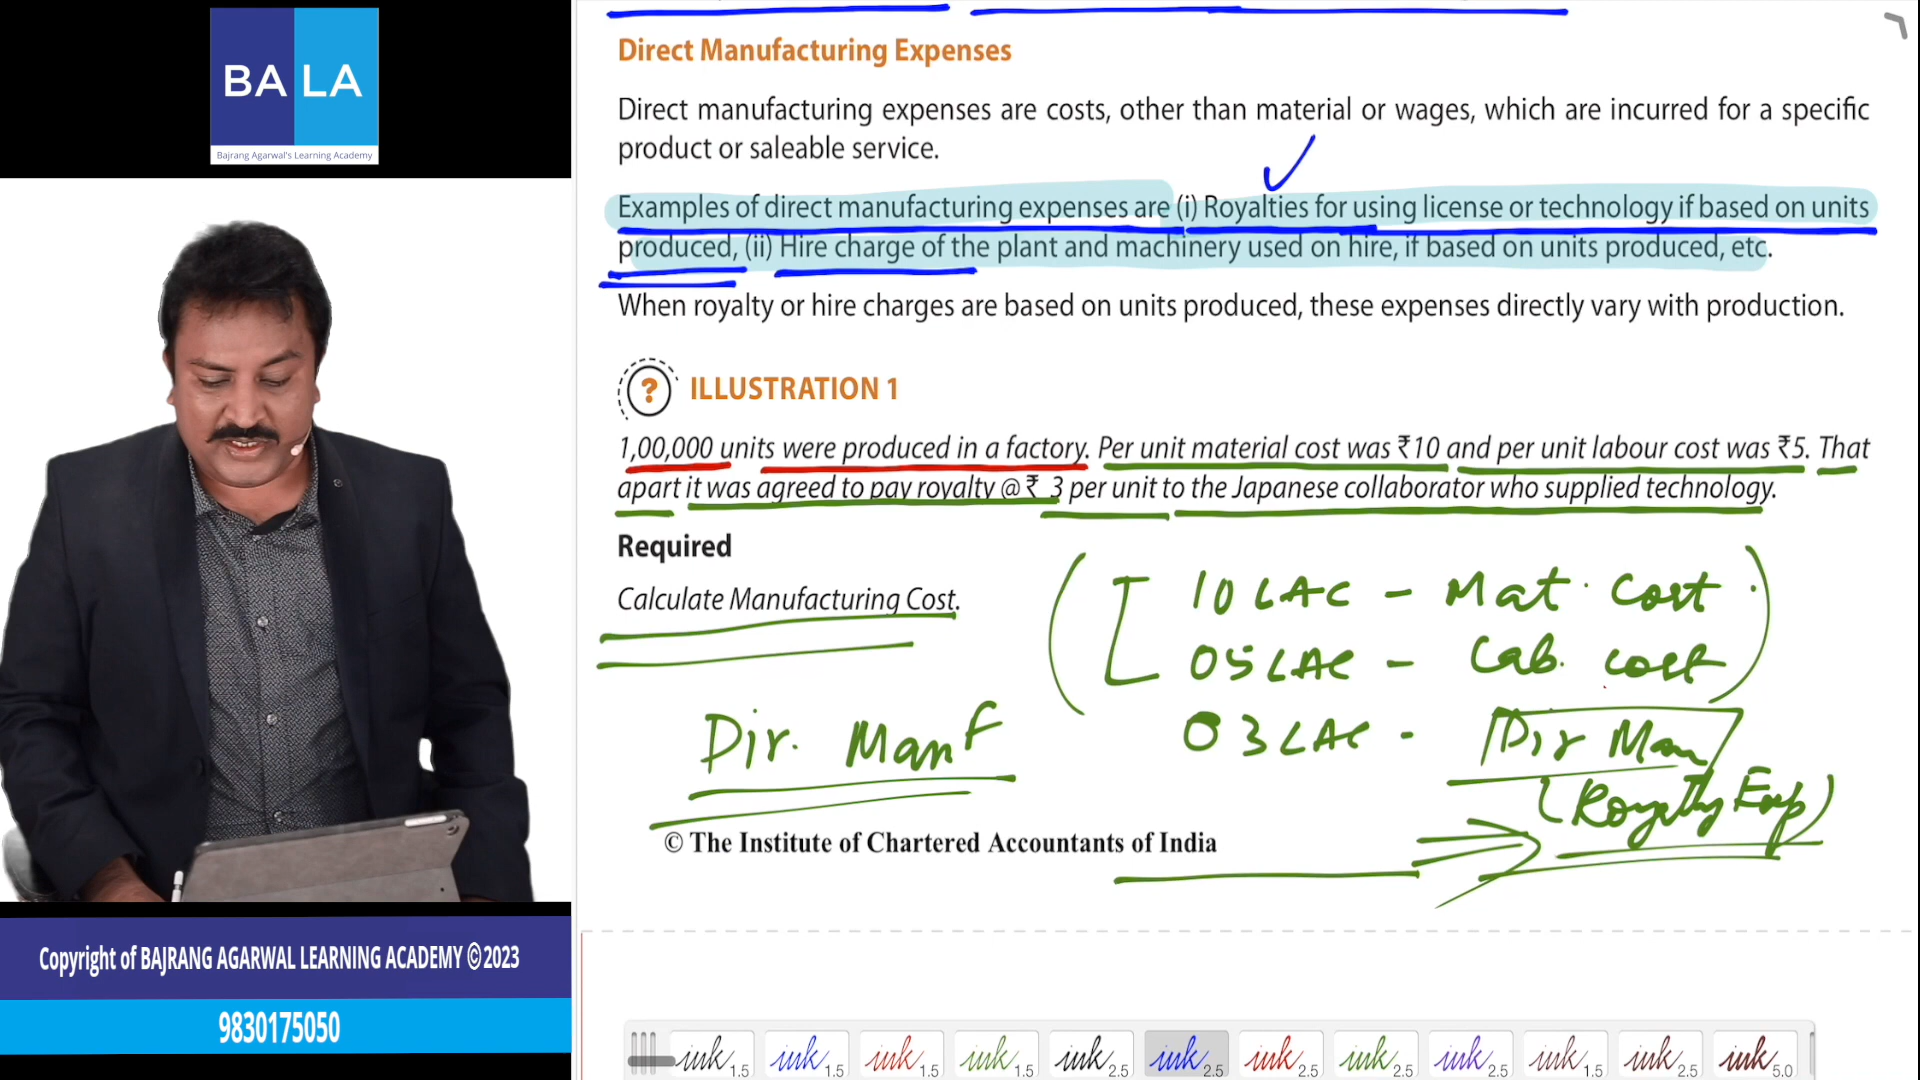 BA LA
Bajrang Agarwal's Learning Academy
Direct Manufacturing Expenses
Direct manufacturing expenses are costs, other than material or wages, which are incurred for a specific
product or saleable service.
Examples of direct manufacturing expenses are (i) Royalties for using license or technology if based on units
produced, (ii) Hire charge of the plant and machinery used on hire, if based on units produced, etc.
When royalty or hire charges are based on units produced, these expenses directly vary with production.
? ILLUSTRATION 1
1,00,000 units were produced in a factory. Per unit material cost was ₹10 and per unit labour cost was ₹5. That
apart it was agreed to pay royalty @ ₹ 3 per unit to the Japanese collaborator who supplied technology.
Required
Calculate Manufacturing Cost.
10 LAC - Mat. Cost
05 LAC - Lab. cost
03 LAC - Dir Man
(Royalty Exp)
Dir. Manf
© The Institute of Chartered Accountants of India
Copyright of BAJRANG AGARWAL LEARNING ACADEMY ©2023
9830175050
ink 1.5 ink 1.5 ink 1.5 ink 1.5 ink 2.5 ink 2.5 ink 2.5 ink 2.5 ink 2.5 ink 1.5 ink 2.5 ink 5.0